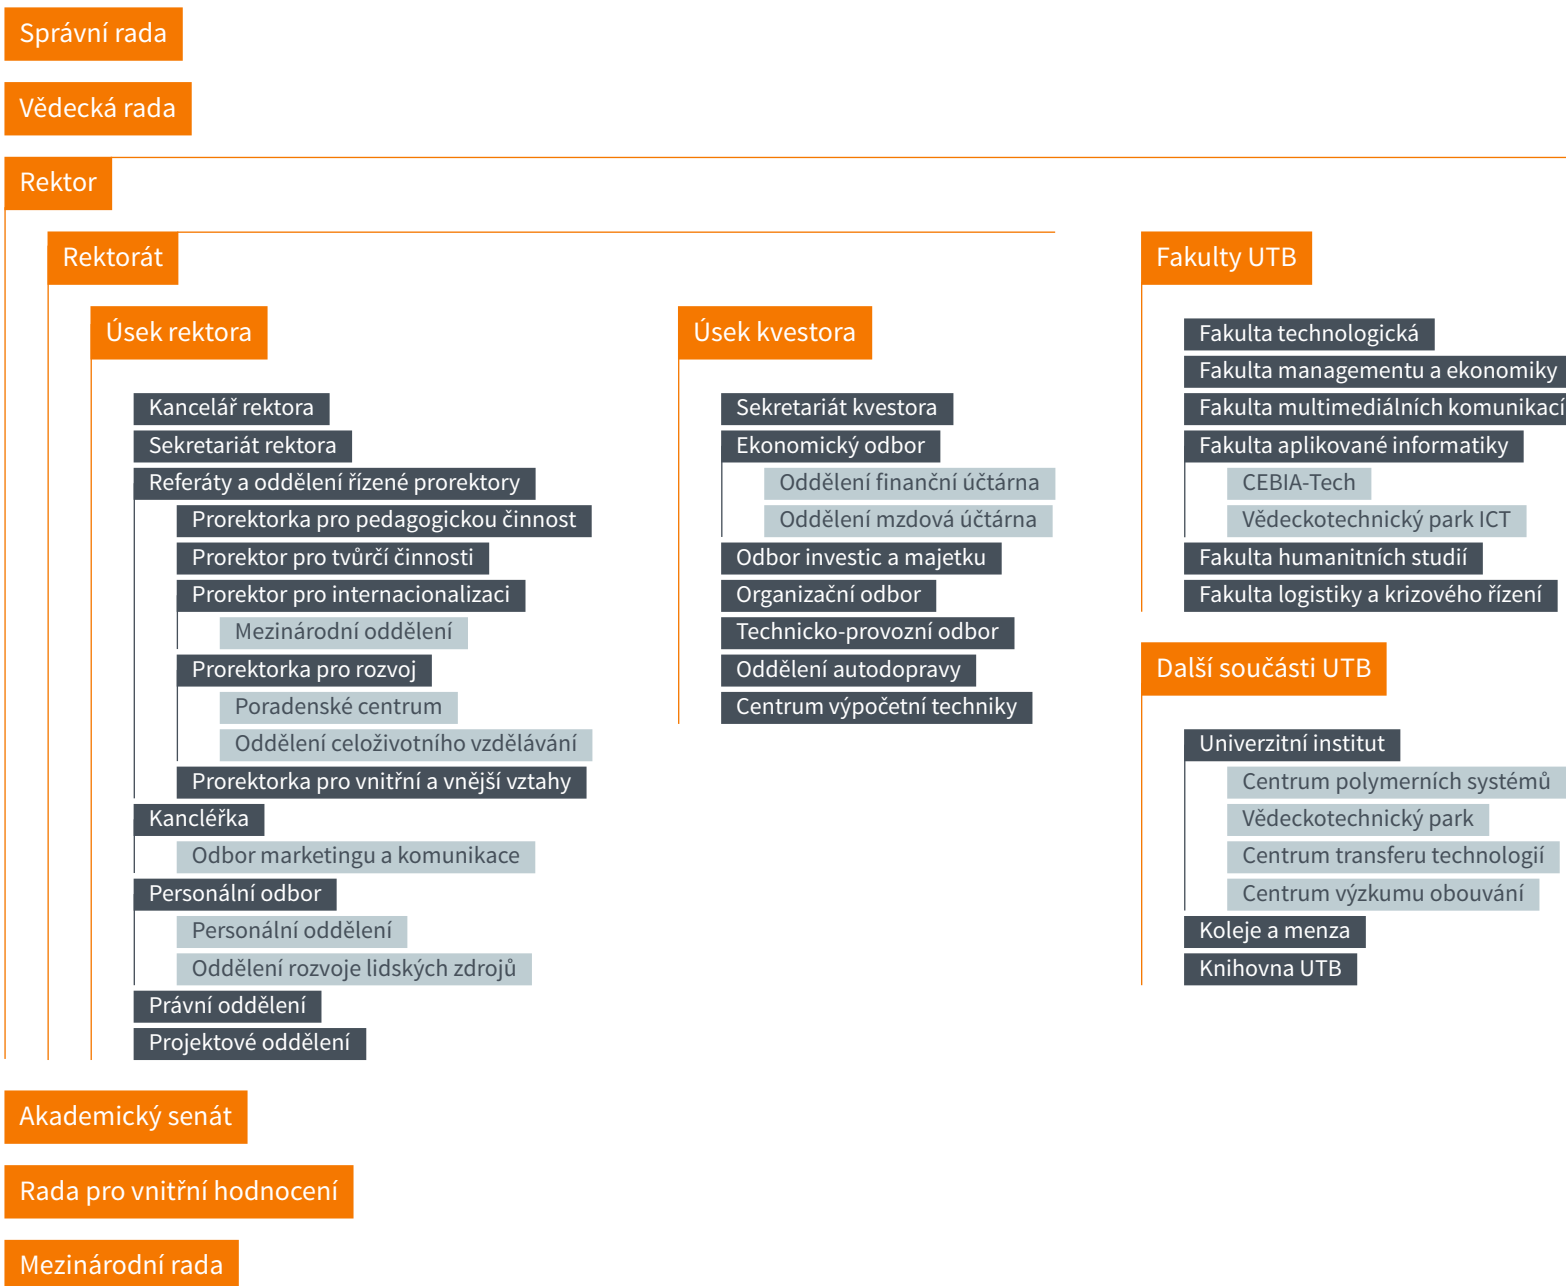 Správní rada
Vědecká rada
Rektor
Rektorát
Úsek rektora
Kancelář rektora
Sekretariát rektora
Referáty a oddělení řízené prorektory
Prorektorka pro pedagogickou činnost
Prorektor pro tvůrčí činnosti
Prorektor pro internacionalizaci
Mezinárodní oddělení
Prorektorka pro rozvoj
Poradenské centrum
Oddělení celoživotního vzdělávání
Prorektorka pro vnitřní a vnější vztahy
Kancléřka
Odbor marketingu a komunikace
Personální odbor
Personální oddělení
Oddělení rozvoje lidských zdrojů
Právní oddělení
Projektové oddělení
Úsek kvestora
Sekretariát kvestora
Ekonomický odbor
Oddělení finanční účtárna
Oddělení mzdová účtárna
Odbor investic a majetku
Organizační odbor
Technicko-provozní odbor
Oddělení autodopravy
Centrum výpočetní techniky
Fakulty UTB
Fakulta technologická
Fakulta managementu a ekonomiky
Fakulta multimediálních komunikací
Fakulta aplikované informatiky
CEBIA-Tech
Vědeckotechnický park ICT
Fakulta humanitních studií
Fakulta logistiky a krizového řízení
Další součásti UTB
Univerzitní institut
Centrum polymerních systémů
Vědeckotechnický park
Centrum transferu technologií
Centrum výzkumu obouvání
Koleje a menza
Knihovna UTB
Akademický senát
Rada pro vnitřní hodnocení
Mezinárodní rada